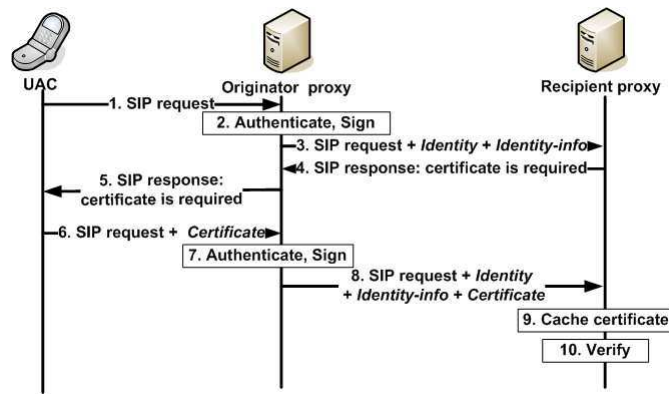 UAC
Originator proxy
Recipient proxy
1. SIP request
2. Authenticate, Sign
3. SIP request + Identity + Identity-info
4. SIP response: certificate is required
5. SIP response:
certificate is required
6. SIP request + Certificate
7. Authenticate, Sign
8. SIP request + Identity
+ Identity-info + Certificate
9. Cache certificate
10. Verify